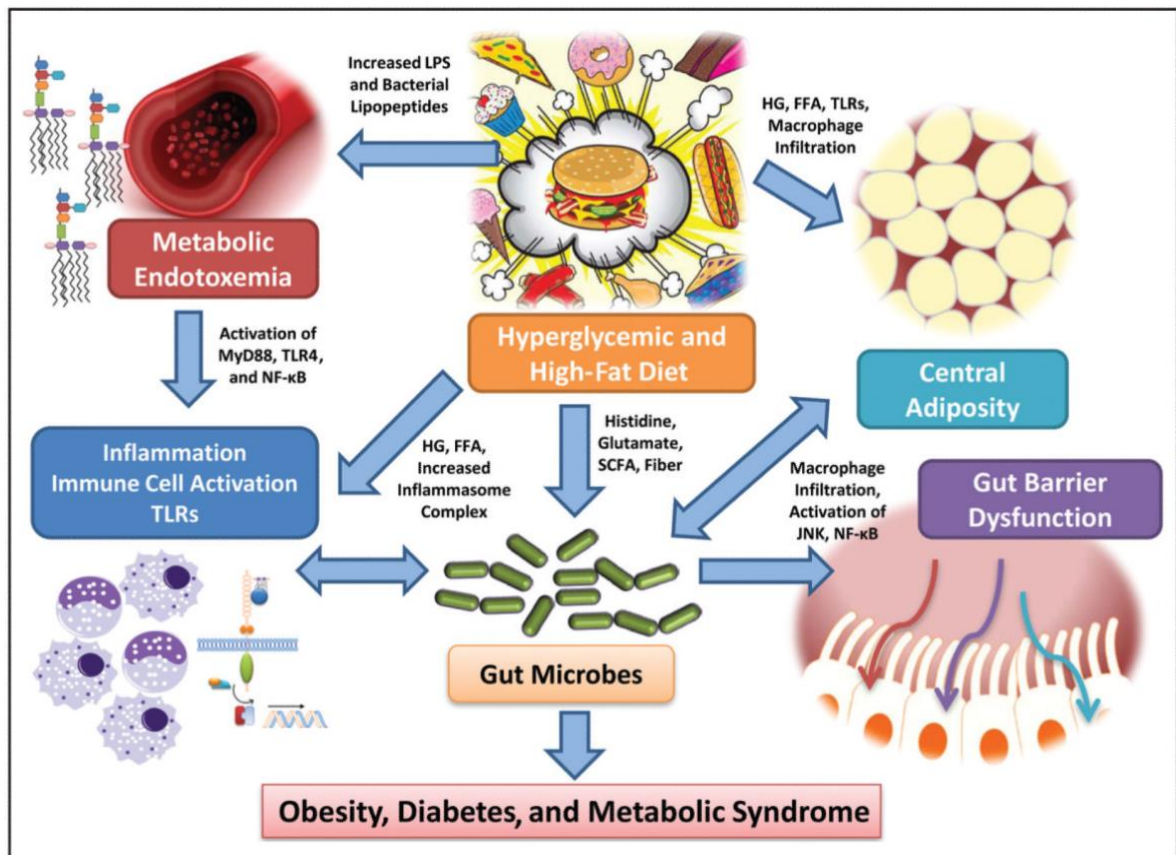 Increased LPS
and Bacterial
Lipopeptides
HG, FFA, TLRs,
Macrophage
Infiltration
Metabolic
Endotoxemia
Activation of
MyD88, TLR4,
and NF-κB
Hyperglycemic and
High-Fat Diet
Central
Adiposity
Inflammation
Immune Cell Activation
TLRs
HG, FFA,
Increased
Inflammasome
Complex
Histidine,
Glutamate,
SCFA, Fiber
Macrophage
Infiltration,
Activation of
JNK, NF-κB
Gut Barrier
Dysfunction
Gut Microbes
Obesity, Diabetes, and Metabolic Syndrome